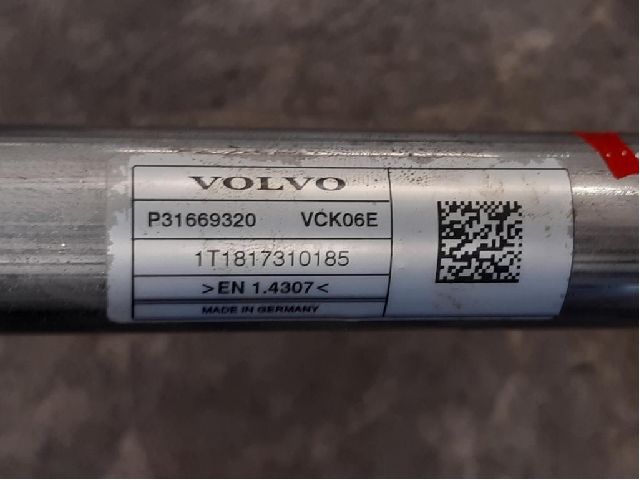 VOLVO
P31669320 VCK06E
1T1817310185
>EN 1.4307<
MADE IN GERMANY